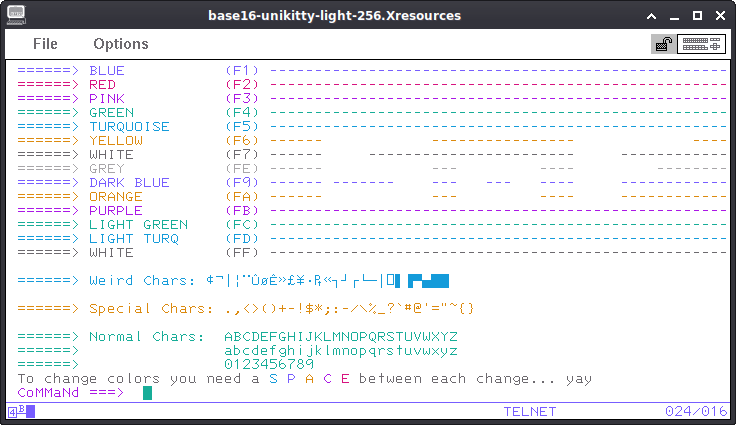 base16-unikitty-light-256.Xresources
File Options
======> BLUE (F1) ----------------------------------------------------
======> RED (F2) ----------------------------------------------------
======> PINK (F3) ----------------------------------------------------
======> GREEN (F4) ----------------------------------------------------
======> TURQUOISE (F5) ----------------------------------------------------
======> YELLOW (F6) ------ ---------------- ----
======> WHITE (F7) ------ ---------------------- ------------
======> GREY (FE) ---- ---- ----
======> DARK BLUE (F9) ------- ------- --- --- ---- ------------
======> ORANGE (FA) ------ --- --- ---- ------------
======> PURPLE (FB) ----------------------------------------------------
======> LIGHT GREEN (FC) ----------------------------------------------------
======> LIGHT TURQ (FD) ----------------------------------------------------
======> WHITE (FF) ----------------------------------------------------
======> Weird Chars: ¢¬|¦¨ÛøÊ»£¥·₧«┐┘┌└─│
======> Special Chars: .,<>()+-!$*;:-/\%_?`#@'="~{}
======> Normal Chars: ABCDEFGHIJKLMNOPQRSTUVWXYZ
======> abcdefghijklmnopqrstuvwxyz
======> 0123456789
To change colors you need a S P A C E between each change... yay
CoMMaNd ===>
4B TELNET 024/016